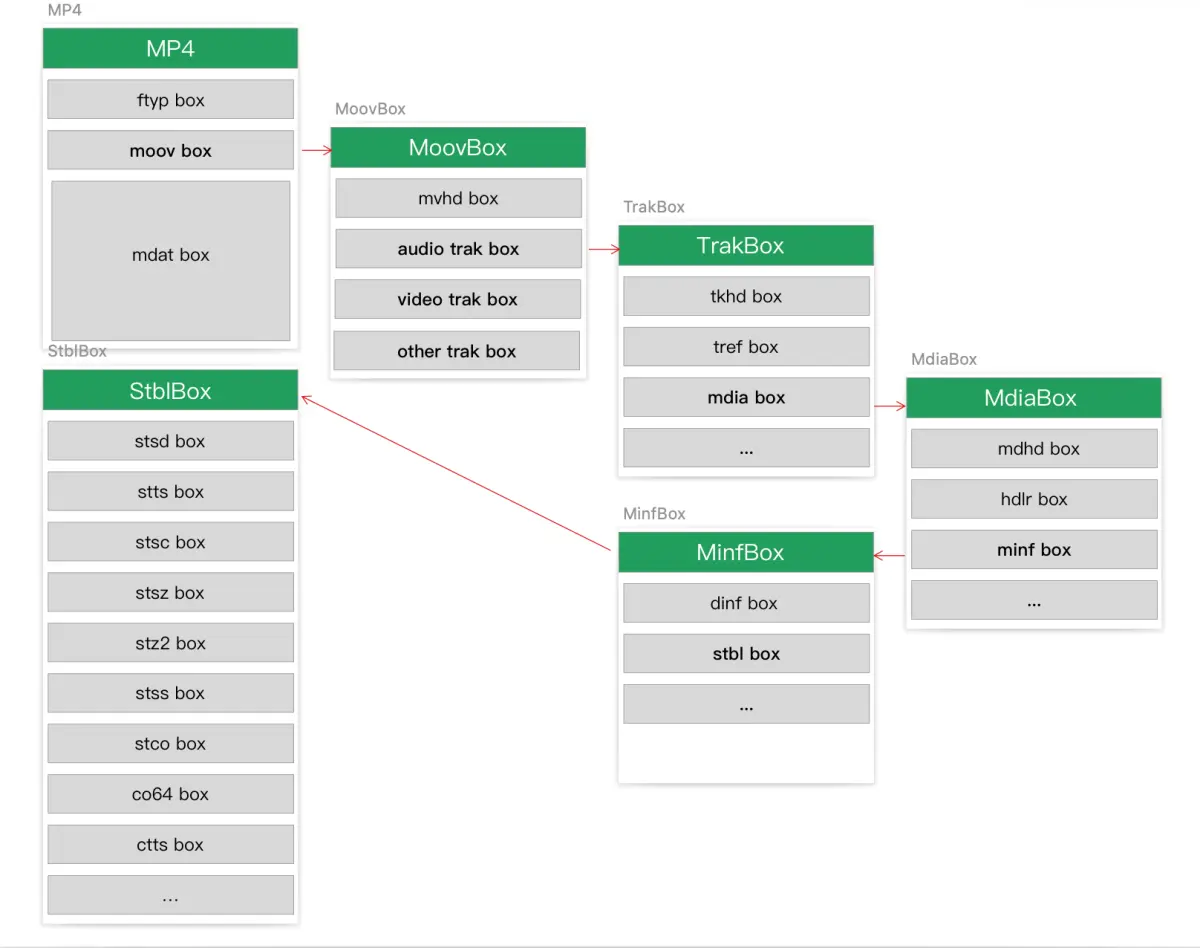 MP4
MP4
ftyp box
moov box
mdat box
MoovBox
MoovBox
mvhd box
audio trak box
video trak box
other trak box
TrakBox
TrakBox
tkhd box
tref box
mdia box
...
MdiaBox
MdiaBox
mdhd box
hdlr box
minf box
...
MinfBox
MinfBox
dinf box
stbl box
...
StblBox
StblBox
stsd box
stts box
stsc box
stsz box
stz2 box
stss box
stco box
co64 box
ctts box
...